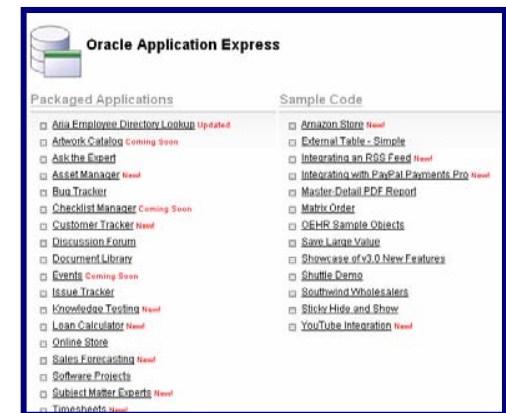 Oracle Application Express
Packaged Applications
Aria Employee Directory Lookup Updated
Artwork Catalog Coming Soon
Ask the Expert
Asset Manager New!
Bug Tracker
Checklist Manager Coming Soon
Customer Tracker New!
Discussion Forum
Document Library
Events Coming Soon
Issue Tracker
Knowledge Testing New!
Loan Calculator New!
Online Store
Sales Forecasting New!
Software Projects
Subject Matter Experts New!
Timesheets New!
Sample Code
Amazon Store New!
External Table - Simple
Integrating an RSS Feed New!
Integrating with PayPal Payments Pro New!
Master-Detail PDF Report
Matrix Order
OEHR Sample Objects
Save Large Value
Showcase of v3.0 New Features
Shuttle Demo
Southwind Wholesalers
Sticky Hide and Show
YouTube Integration New!